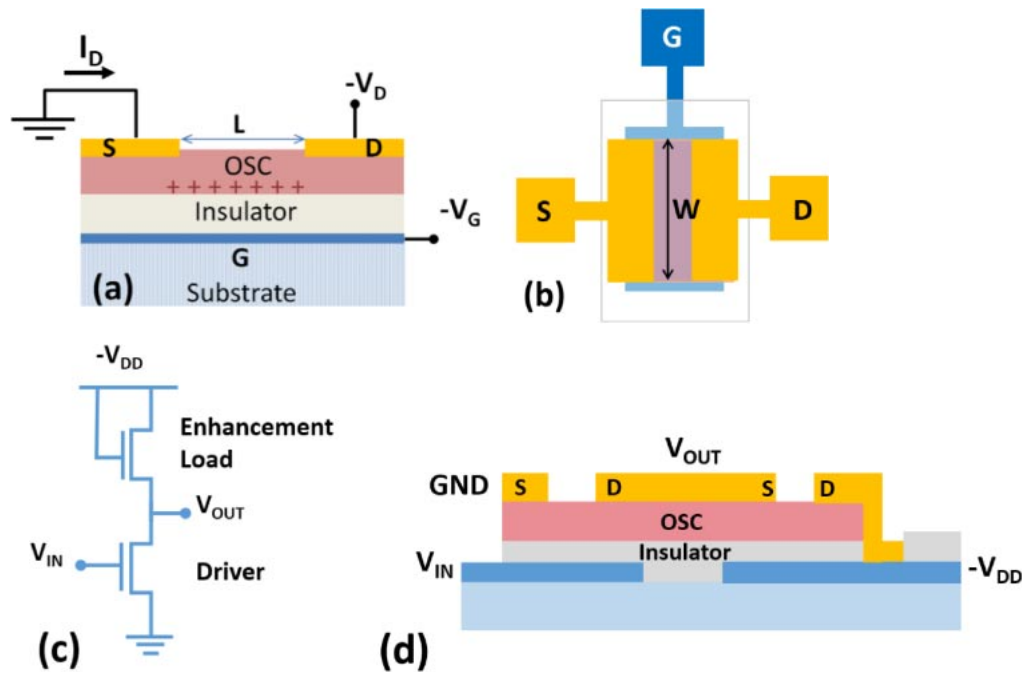 I_D
-V_D
L
S
D
OSC
+ + + + + + +
Insulator
-V_G
G
Substrate
(a)
G
S
W
D
(b)
-V_DD
Enhancement
Load
V_OUT
V_IN
Driver
(c)
V_OUT
GND
S
D
S
D
OSC
Insulator
V_IN
-V_DD
(d)